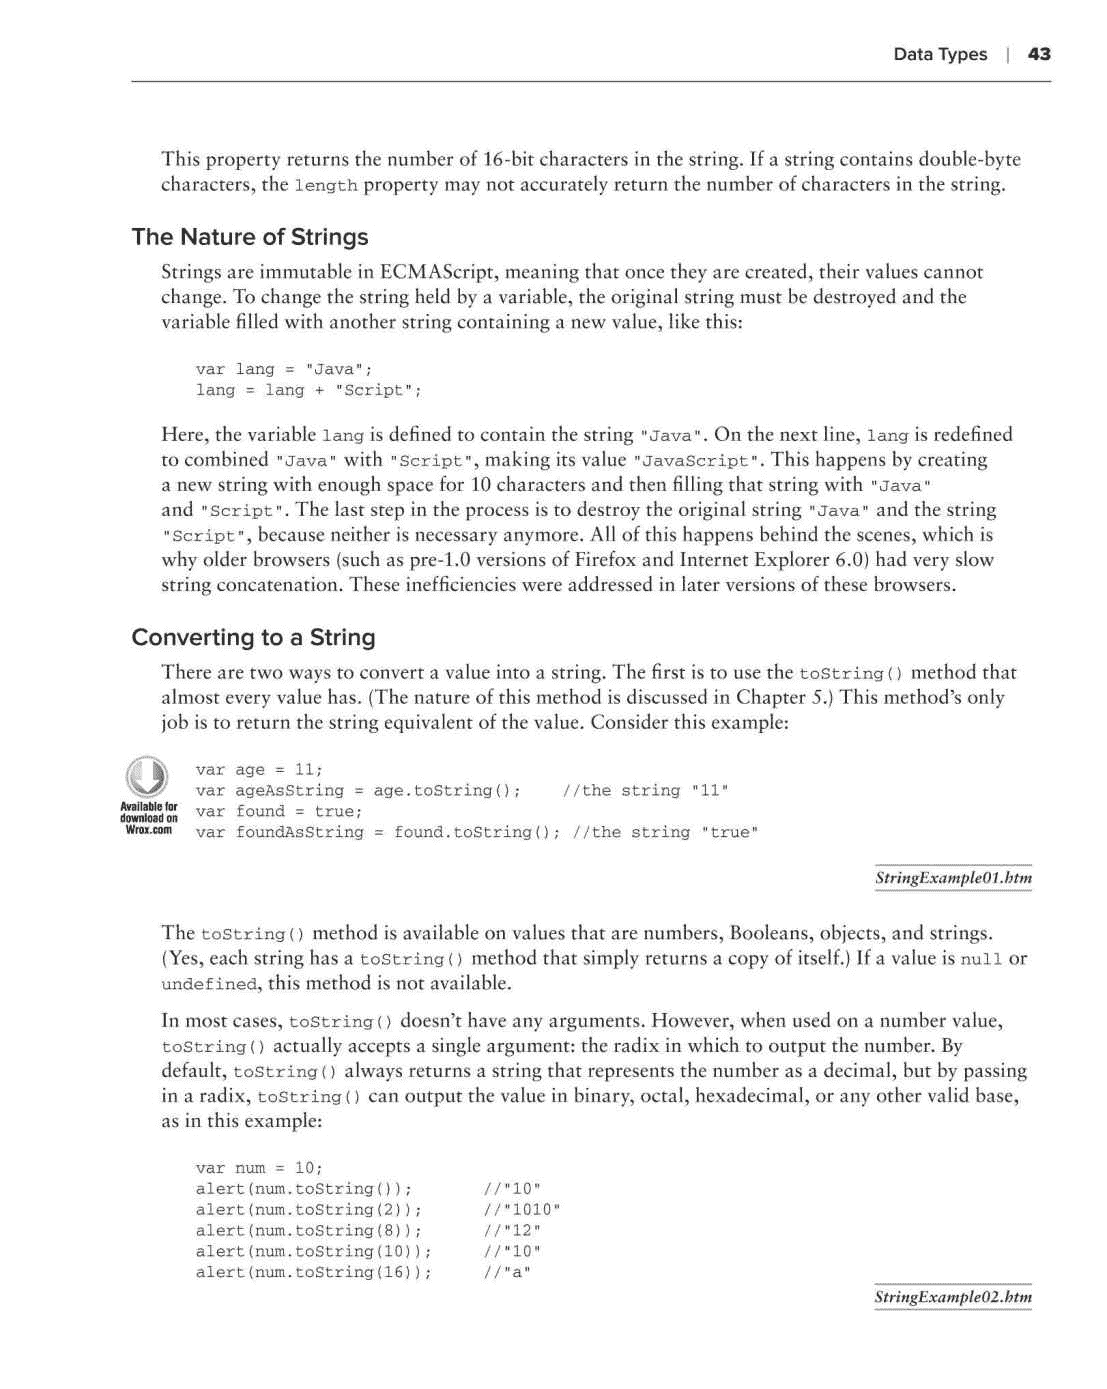 Data Types | 43
This property returns the number of 16-bit characters in the string. If a string contains double-byte
characters, the length property may not accurately return the number of characters in the string.
The Nature of Strings
Strings are immutable in ECMAScript, meaning that once they are created, their values cannot
change. To change the string held by a variable, the original string must be destroyed and the
variable filled with another string containing a new value, like this:
var lang = "Java";
lang = lang + "Script";
Here, the variable lang is defined to contain the string "Java". On the next line, lang is redefined
to combined "Java" with "Script", making its value "JavaScript". This happens by creating
a new string with enough space for 10 characters and then filling that string with "Java"
and "Script". The last step in the process is to destroy the original string "Java" and the string
"Script", because neither is necessary anymore. All of this happens behind the scenes, which is
why older browsers (such as pre-1.0 versions of Firefox and Internet Explorer 6.0) had very slow
string concatenation. These inefficiencies were addressed in later versions of these browsers.
Converting to a String
There are two ways to convert a value into a string. The first is to use the toString() method that
almost every value has. (The nature of this method is discussed in Chapter 5.) This method's only
job is to return the string equivalent of the value. Consider this example:
Available for
download on
Wrox.com
var age = 11;
var ageAsString = age.toString();    //the string "11"
var found = true;
var foundAsString = found.toString(); //the string "true"
StringExample01.htm
The toString() method is available on values that are numbers, Booleans, objects, and strings.
(Yes, each string has a toString() method that simply returns a copy of itself.) If a value is null or
undefined, this method is not available.
In most cases, toString() doesn't have any arguments. However, when used on a number value,
toString() actually accepts a single argument: the radix in which to output the number. By
default, toString() always returns a string that represents the number as a decimal, but by passing
in a radix, toString() can output the value in binary, octal, hexadecimal, or any other valid base,
as in this example:
var num = 10;
alert(num.toString());       //"10"
alert(num.toString(2));      //"1010"
alert(num.toString(8));      //"12"
alert(num.toString(10));     //"10"
alert(num.toString(16));     //"a"
StringExample02.htm